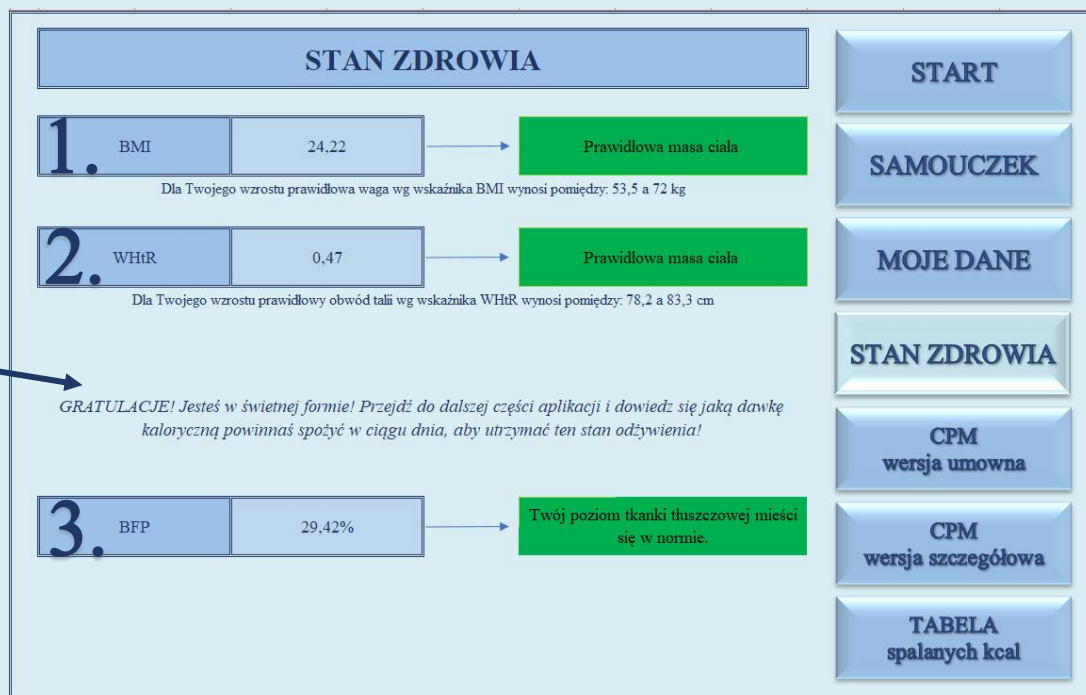 STAN ZDROWIA
1.
BMI
24,22
Prawidłowa masa ciała
Dla Twojego wzrostu prawidłowa waga wg wskaźnika BMI wynosi pomiędzy: 53,5 a 72 kg
2.
WHtR
0,47
Prawidłowa masa ciała
Dla Twojego wzrostu prawidłowy obwód talii wg wskaźnika WHtR wynosi pomiędzy: 78,2 a 83,3 cm
GRATULACJE! Jesteś w świetnej formie! Przejdź do dalszej części aplikacji i dowiedz się jaką dawkę
kaloryczną powinnaś spożyć w ciągu dnia, aby utrzymać ten stan odżywienia!
3.
BFP
29,42%
Twój poziom tkanki tłuszczowej mieści
się w normie.
START
SAMOUCZEK
MOJE DANE
STAN ZDROWIA
CPM
wersja umowna
CPM
wersja szczegółowa
TABELA
spalanych kcal